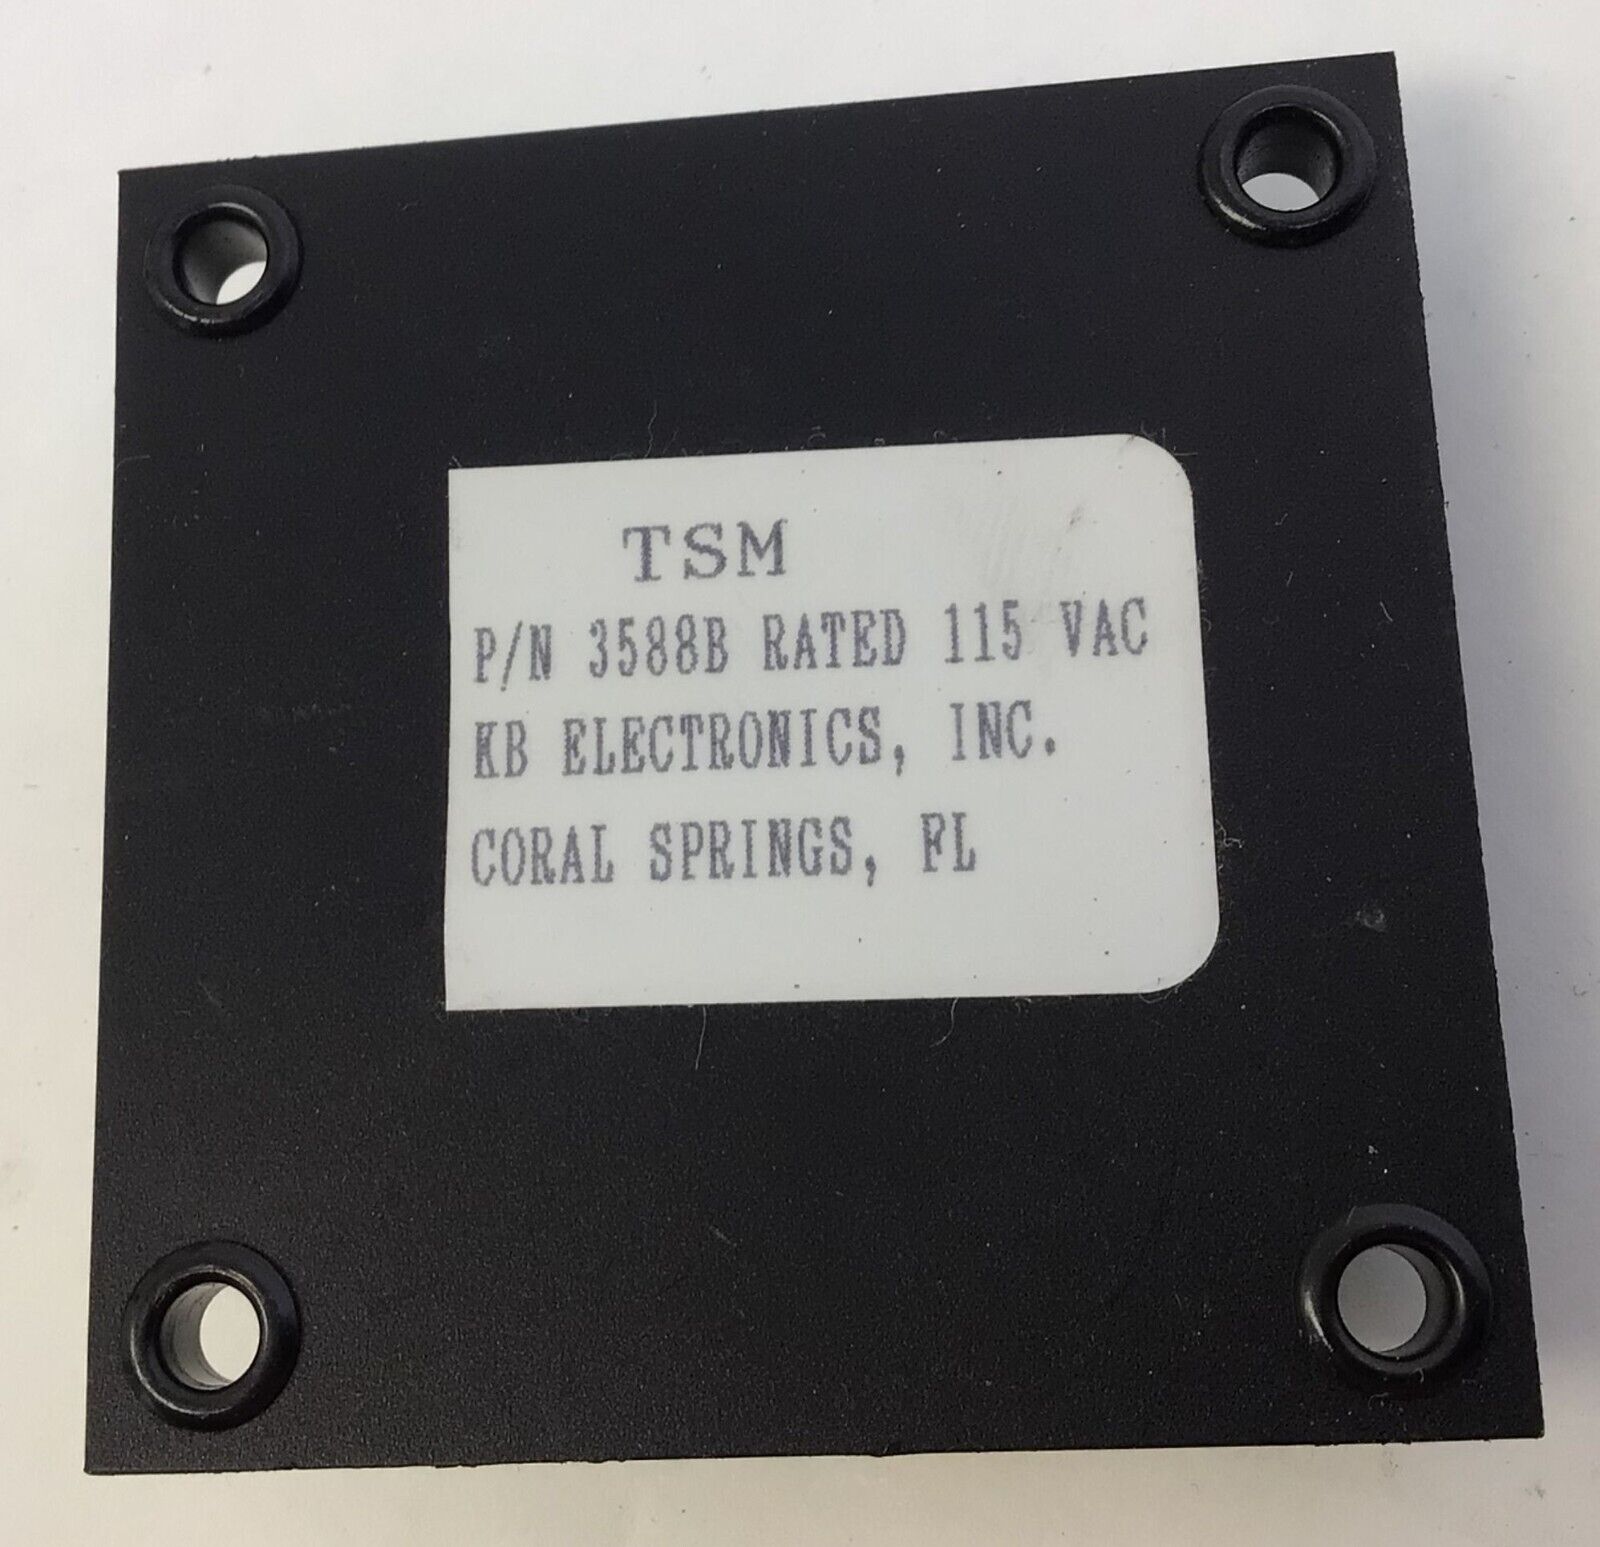 TSM
P/N 3588B RATED 115 VAC
KB ELECTRONICS, INC.
CORAL SPRINGS, FL